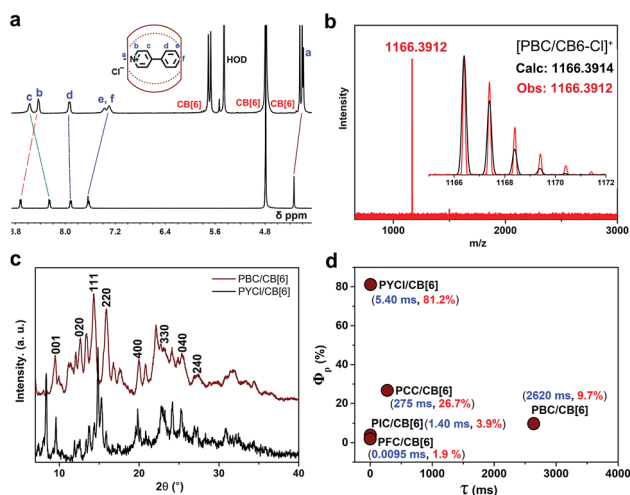 a
a b c d e
N+ f
Cl⁻
a
HOD
c b d e, f CB[6] CB[6] CB[6]
δ ppm
3.8 8.0 7.2 5.6 4.8
b
1166.3912
[PBC/CB6-Cl]⁺
Calc: 1166.3914
Obs: 1166.3912
Intensity
1166 1168 1170 1172
1000 2000 3000
m/z
c
PBC/CB[6]
PYCl/CB[6]
001 020 111 220 400 330 040 240
Intensity. (a. u.)
10 20 30 40
2θ (°)
d
PYCl/CB[6]
(5.40 ms, 81.2%)
PCC/CB[6]
(275 ms, 26.7%)
(2620 ms, 9.7%)
PBC/CB[6]
PIC/CB[6] (1.40 ms, 3.9%)
PFC/CB[6]
(0.0095 ms, 1.9 %)
Φp (%)
80
60
40
20
0
0 1000 2000 3000 4000
τ (ms)